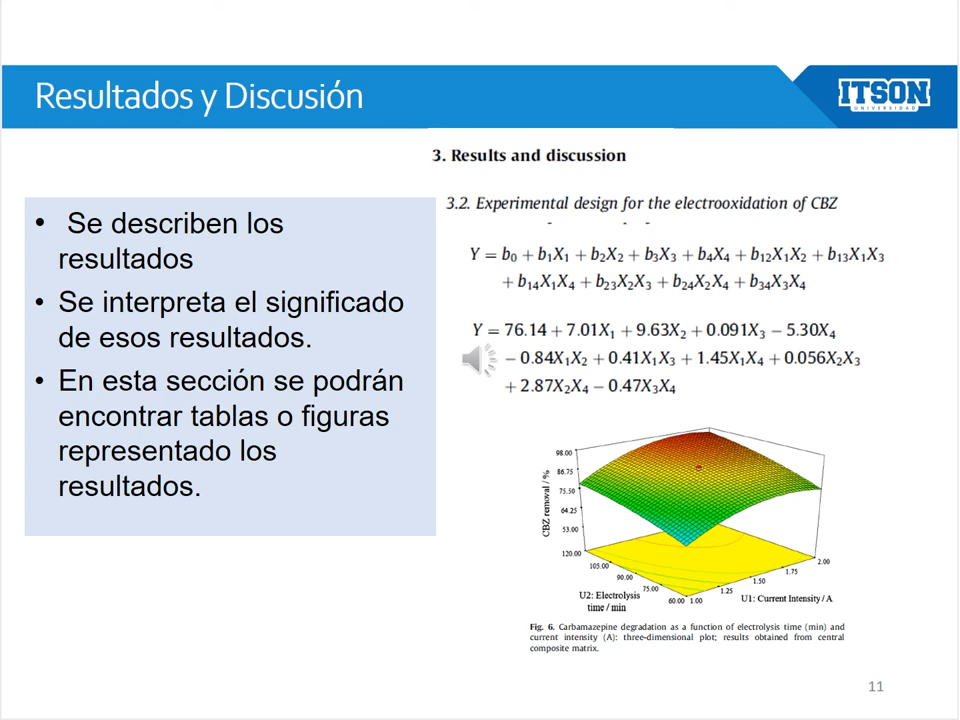 Resultados y Discusión
ITSON
UNIVERSIDAD
3. Results and discussion
• Se describen los
resultados
• Se interpreta el significado
de esos resultados.
• En esta sección se podrán
encontrar tablas o figuras
representado los
resultados.
3.2. Experimental design for the electrooxidation of CBZ
Y = b₀ + b₁X₁ + b₂X₂ + b₃X₃ + b₄X₄ + b₁₂X₁X₂ + b₁₃X₁X₃
+ b₁₄X₁X₄ + b₂₃X₂X₃ + b₂₄X₂X₄ + b₃₄X₃X₄
Y = 76.14 + 7.01X₁ + 9.63X₂ + 0.091X₃ − 5.30X₄
− 0.84X₁X₂ + 0.41X₁X₃ + 1.45X₁X₄ + 0.056X₂X₃
+ 2.87X₂X₄ − 0.47X₃X₄
CBZ removal / %
98.00
86.75
75.50
64.25
53.00
120.00
105.00
90.00
75.00
60.00
1.00
1.25
1.50
1.75
2.00
U2: Electrolysis
time / min
U1: Current Intensity / A
Fig. 6. Carbamazepine degradation as a function of electrolysis time (min) and
current intensity (A): three-dimensional plot; results obtained from central
composite matrix.
11